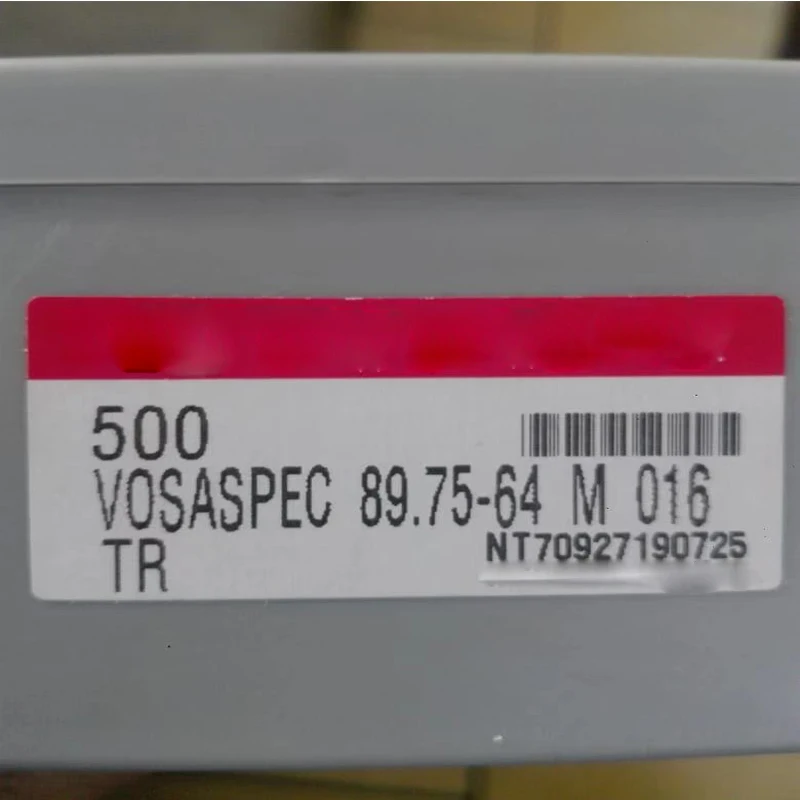 500
VOSASPEC 89.75-64 M 016
TR
NT70927190725